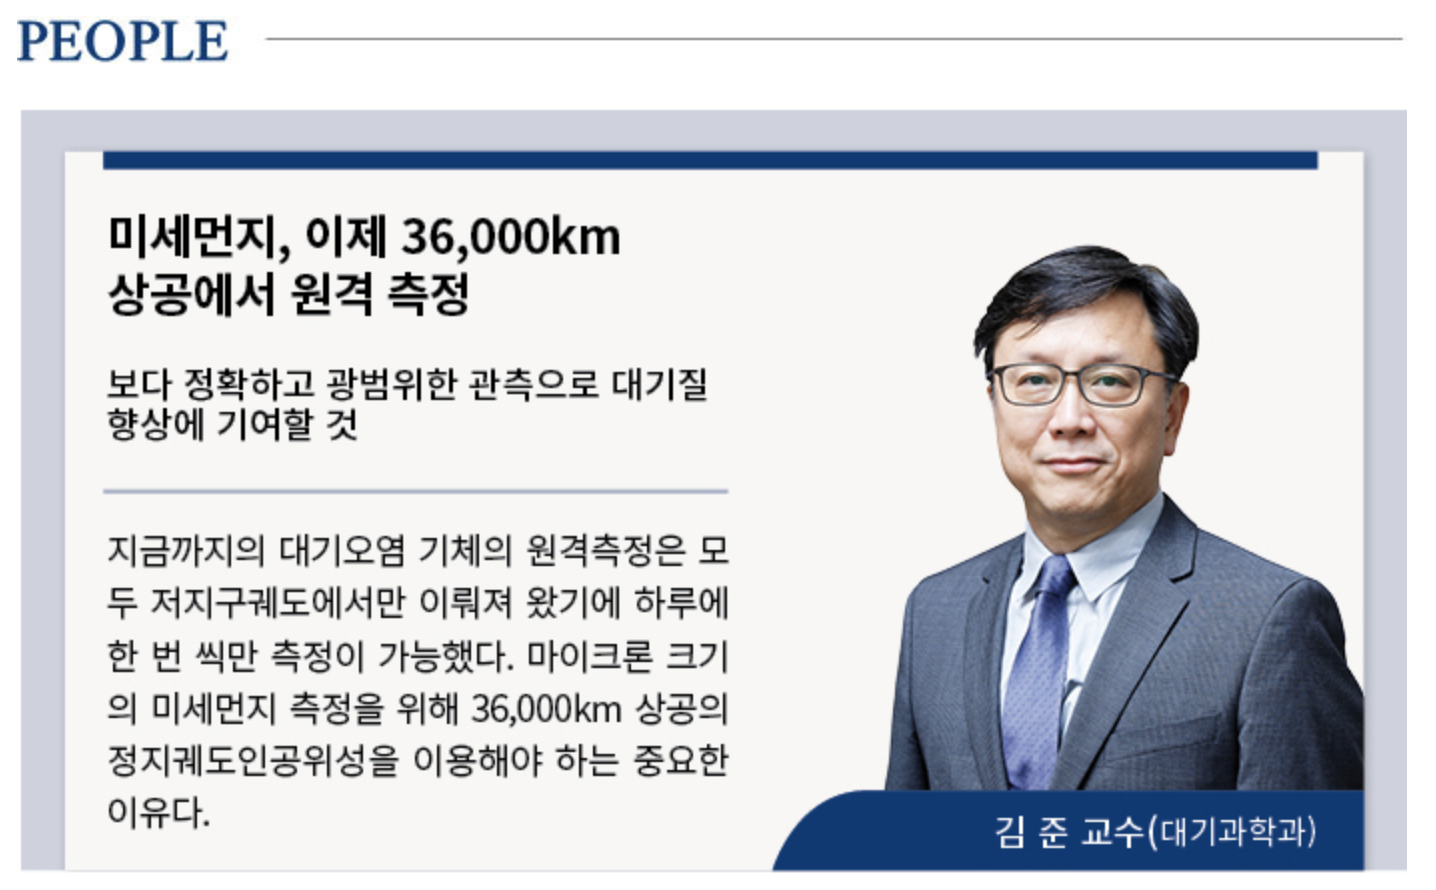 PEOPLE
미세먼지, 이제 36,000km
상공에서 원격 측정
보다 정확하고 광범위한 관측으로 대기질
향상에 기여할 것
지금까지의 대기오염 기체의 원격측정은 모
두 저지구궤도에서만 이뤄져 왔기에 하루에
한 번 씩만 측정이 가능했다. 마이크론 크기
의 미세먼지 측정을 위해 36,000km 상공의
정지궤도인공위성을 이용해야 하는 중요한
이유다.
김 준 교수(대기과학과)